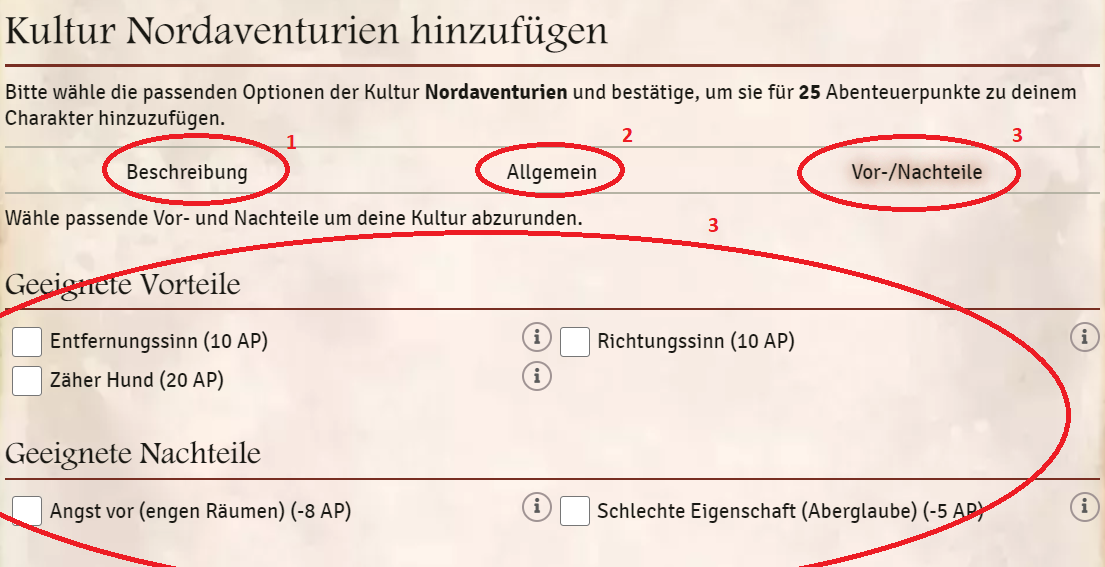 Kultur Nordaventurien hinzufügen
Bitte wähle die passenden Optionen der Kultur Nordaventurien und bestätige, um sie für 25 Abenteuerpunkte zu deinem
Charakter hinzuzufügen.
1 2 3
Beschreibung Allgemein Vor-/Nachteile
Wähle passende Vor- und Nachteile um deine Kultur abzurunden.
3
Geeignete Vorteile
Entfernungssinn (10 AP) i Richtungssinn (10 AP) i
Zäher Hund (20 AP) i
Geeignete Nachteile
Angst vor (engen Räumen) (-8 AP) i Schlechte Eigenschaft (Aberglaube) (-5 AP) i